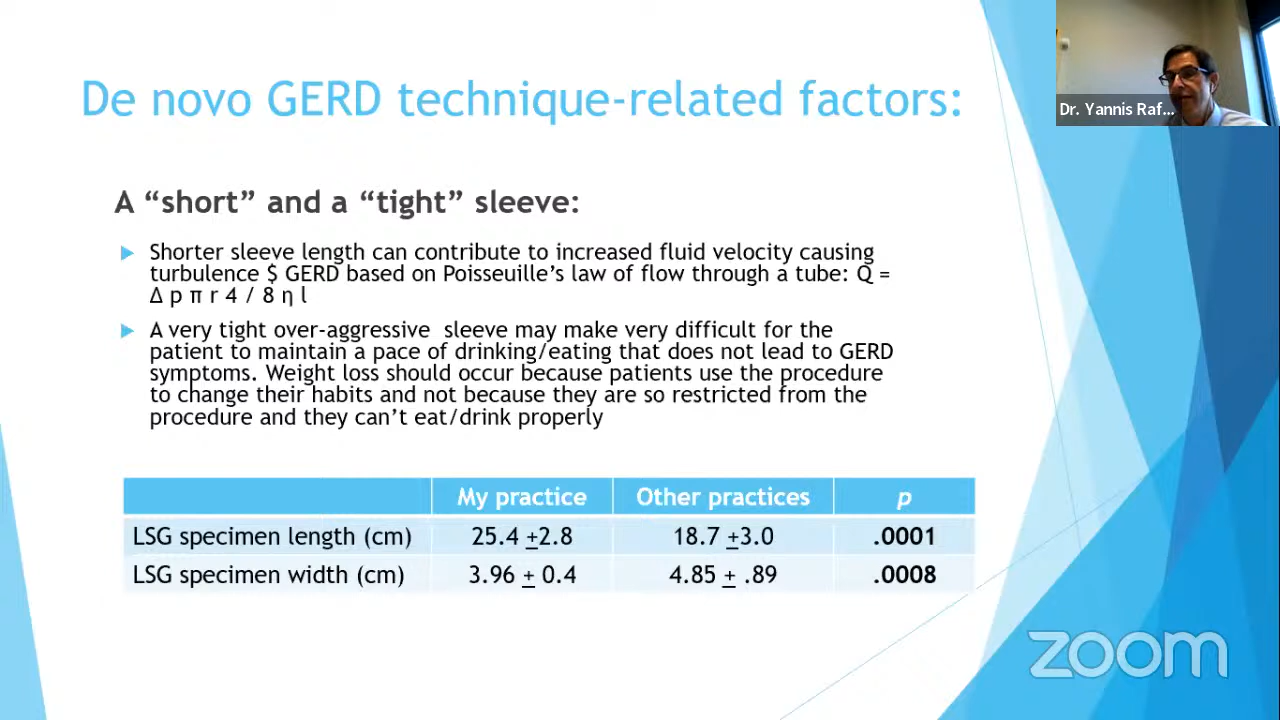 De novo GERD technique-related factors:
Dr. Yannis Raf...
A “short” and a “tight” sleeve:
Shorter sleeve length can contribute to increased fluid velocity causing
turbulence $ GERD based on Poisseuille’s law of flow through a tube: Q =
Δ p π r 4 / 8 η l
A very tight over-aggressive sleeve may make very difficult for the
patient to maintain a pace of drinking/eating that does not lead to GERD
symptoms. Weight loss should occur because patients use the procedure
to change their habits and not because they are so restricted from the
procedure and they can’t eat/drink properly
My practice Other practices p
LSG specimen length (cm) 25.4 +2.8 18.7 +3.0 .0001
LSG specimen width (cm) 3.96 + 0.4 4.85 + .89 .0008
zoom